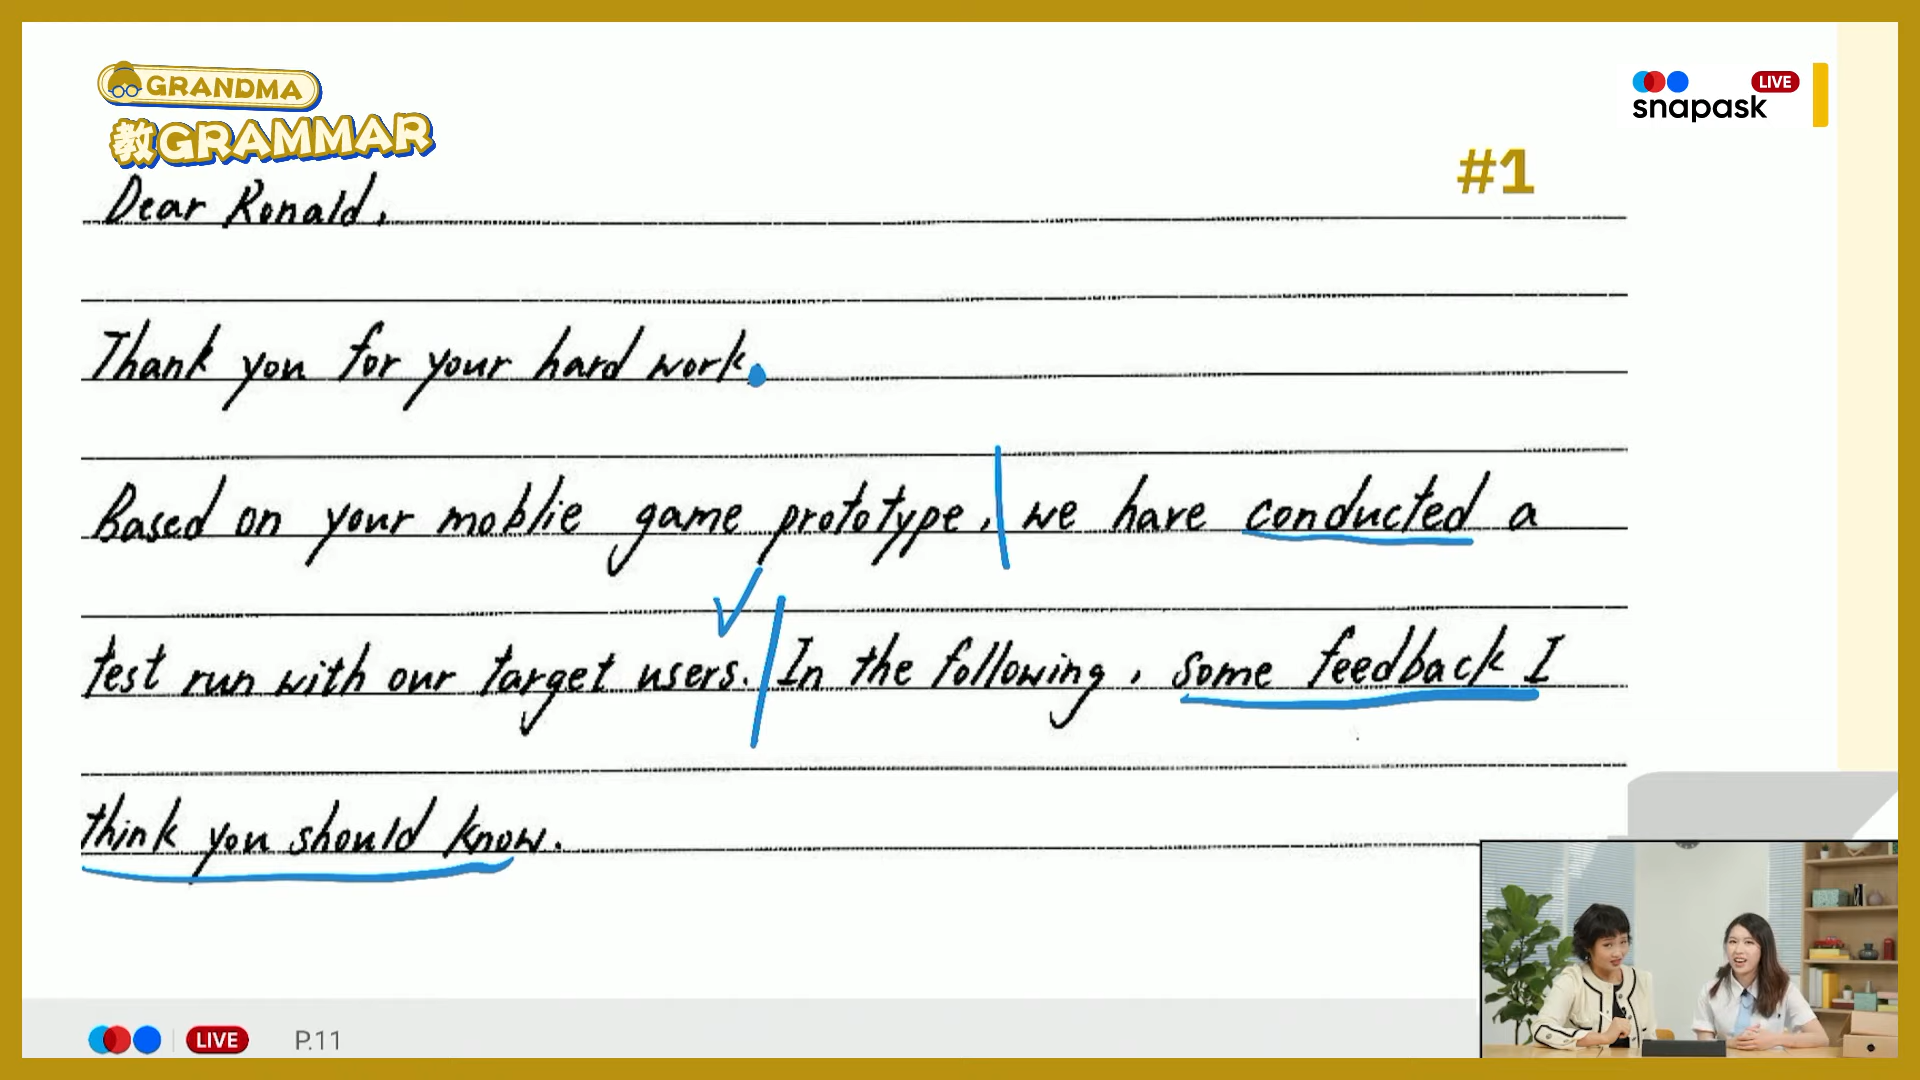 GRANDMA
教GRAMMAR
LIVE
snapask
#1
Dear Ronald,
Thank you for your hard work.
Based on your moblie game prototype, we have conducted a
test run with our target users. In the following, some feedback I
think you should know.
LIVE
P.11